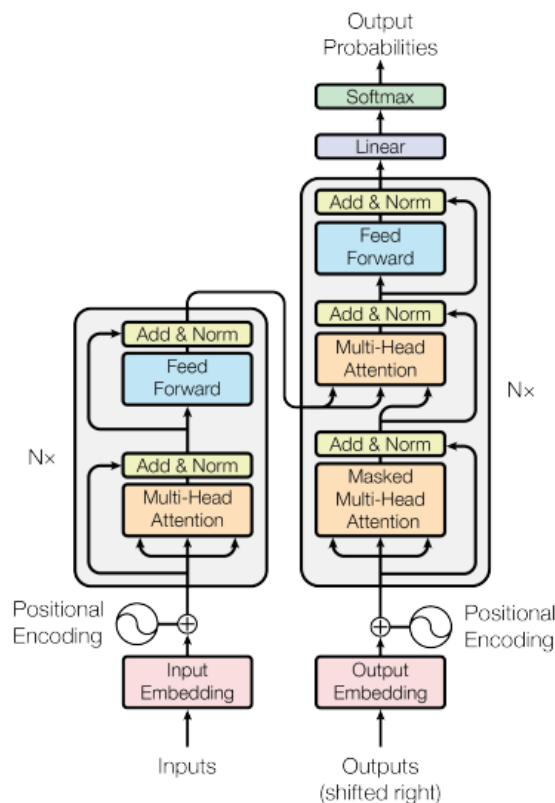 Output
Probabilities
Softmax
Linear
Add & Norm
Feed
Forward
Add & Norm
Multi-Head
Attention
Add & Norm
Masked
Multi-Head
Attention
N×
Add & Norm
Feed
Forward
Add & Norm
Multi-Head
Attention
N×
Positional
Encoding
Positional
Encoding
Input
Embedding
Output
Embedding
Inputs
Outputs
(shifted right)